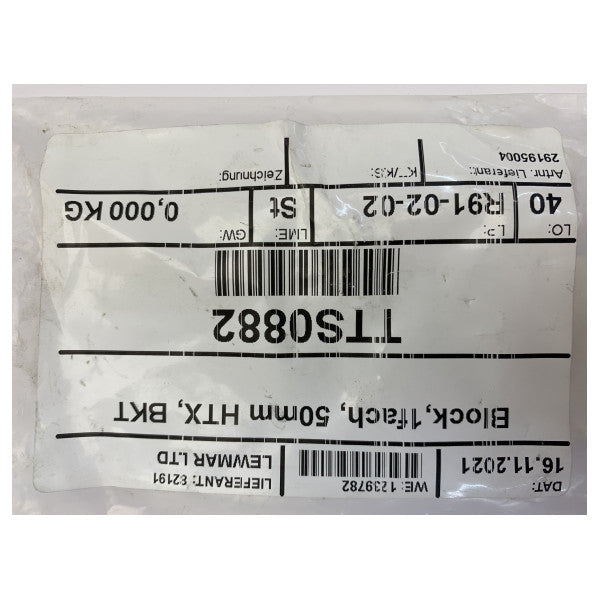 DAT: 16.11.2021
WE: 1239782
LIEFERANT: 82191
LEWMAR LTD
Block,1fach, 50mm HTX, BKT
TTS0882
LO: 40
LP: R91-02-02
LME: St
GW: 0,000 KG
Artnr. Lieferant: 29195004
KT/KS:
Zeichnung: